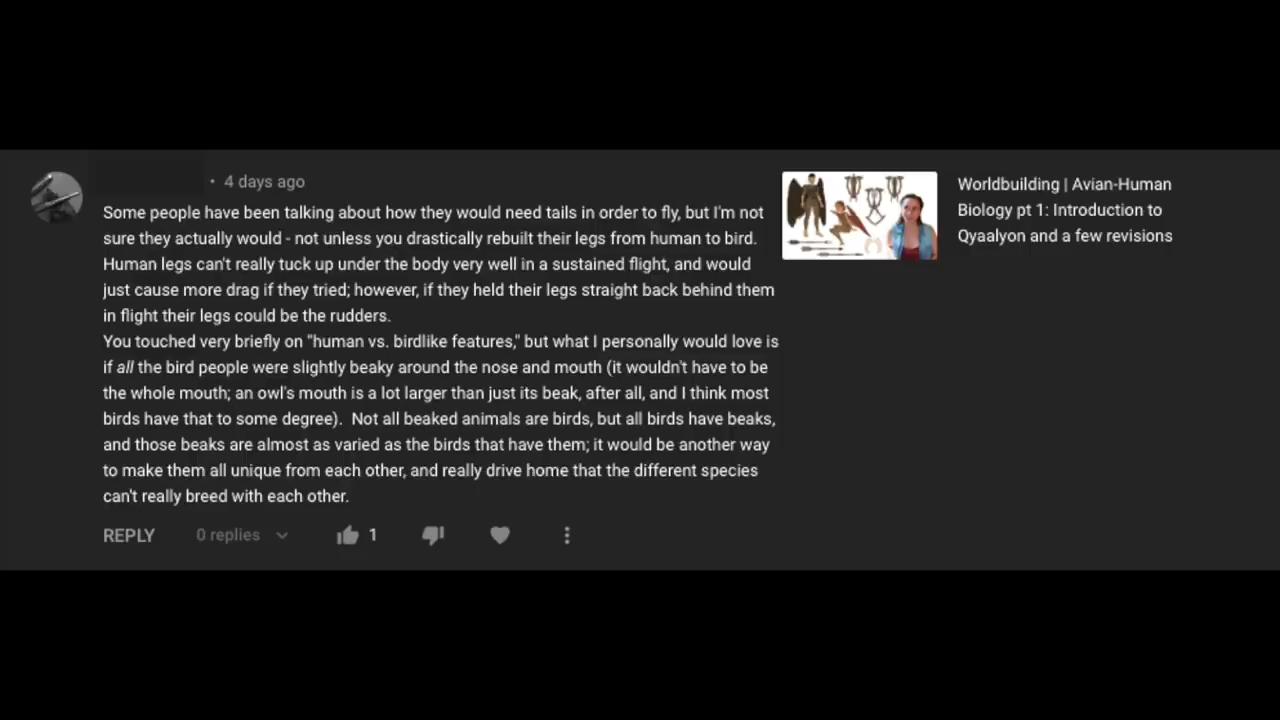 • 4 days ago
Some people have been talking about how they would need tails in order to fly, but I'm not
sure they actually would - not unless you drastically rebuilt their legs from human to bird.
Human legs can't really tuck up under the body very well in a sustained flight, and would
just cause more drag if they tried; however, if they held their legs straight back behind them
in flight their legs could be the rudders.
You touched very briefly on "human vs. birdlike features," but what I personally would love is
if all the bird people were slightly beaky around the nose and mouth (it wouldn't have to be
the whole mouth; an owl's mouth is a lot larger than just its beak, after all, and I think most
birds have that to some degree).  Not all beaked animals are birds, but all birds have beaks,
and those beaks are almost as varied as the birds that have them; it would be another way
to make them all unique from each other, and really drive home that the different species
can't really breed with each other.
REPLY 0 replies 1
Worldbuilding | Avian-Human
Biology pt 1: Introduction to
Qyaalyon and a few revisions